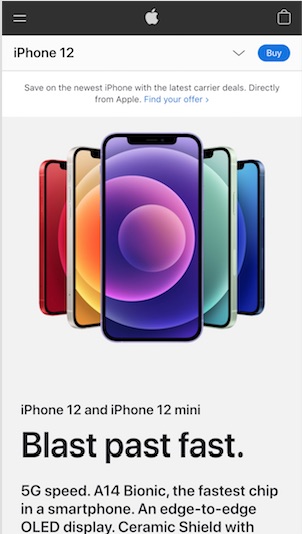 iPhone 12
Buy
Save on the newest iPhone with the latest carrier deals. Directly
from Apple. Find your offer >
iPhone 12 and iPhone 12 mini
Blast past fast.
5G speed. A14 Bionic, the fastest chip
in a smartphone. An edge-to-edge
OLED display. Ceramic Shield with